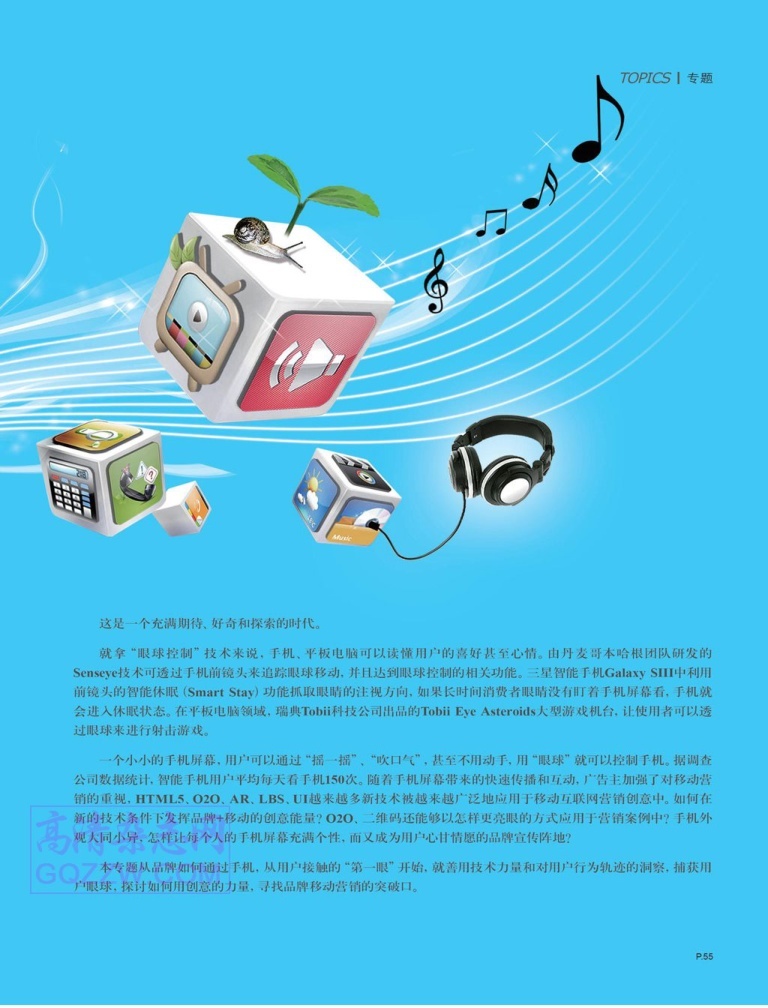 TOPICS | 专题
Music
这是一个充满期待、好奇和探索的时代。
就拿“眼球控制”技术来说，手机、平板电脑可以读懂用户的喜好甚至心情。由丹麦哥本哈根团队研发的
Senseye技术可透过手机前镜头来追踪眼球移动，并且达到眼球控制的相关功能。三星智能手机Galaxy SIII中利用
前镜头的智能休眠（Smart Stay）功能抓取眼睛的注视方向，如果长时间消费者眼睛没有盯着手机屏幕看，手机就
会进入休眠状态。在平板电脑领域，瑞典Tobii科技公司出品的Tobii Eye Asteroids大型游戏机台，让使用者可以透
过眼球来进行射击游戏。
一个小小的手机屏幕，用户可以通过“摇一摇”、“吹口气”，甚至不用动手，用“眼球”就可以控制手机。据调查
公司数据统计，智能手机用户平均每天看手机150次。随着手机屏幕带来的快速传播和互动，广告主加强了对移动营
销的重视，HTML5、O2O、AR、LBS、UI越来越多新技术被越来越广泛地应用于移动互联网营销创意中。如何在
新的技术条件下发挥品牌+移动的创意能量？O2O、二维码还能够以怎样更亮眼的方式应用于营销案例中？手机外
观大同小异，怎样让每个人的手机屏幕充满个性，而又成为用户心甘情愿的品牌宣传阵地？
本专题从品牌如何通过手机，从用户接触的“第一眼”开始，就善用技术力量和对用户行为轨迹的洞察，捕获用
户眼球，探讨如何用创意的力量，寻找品牌移动营销的突破口。
高清杂志网
GQZZW.COM
P.55